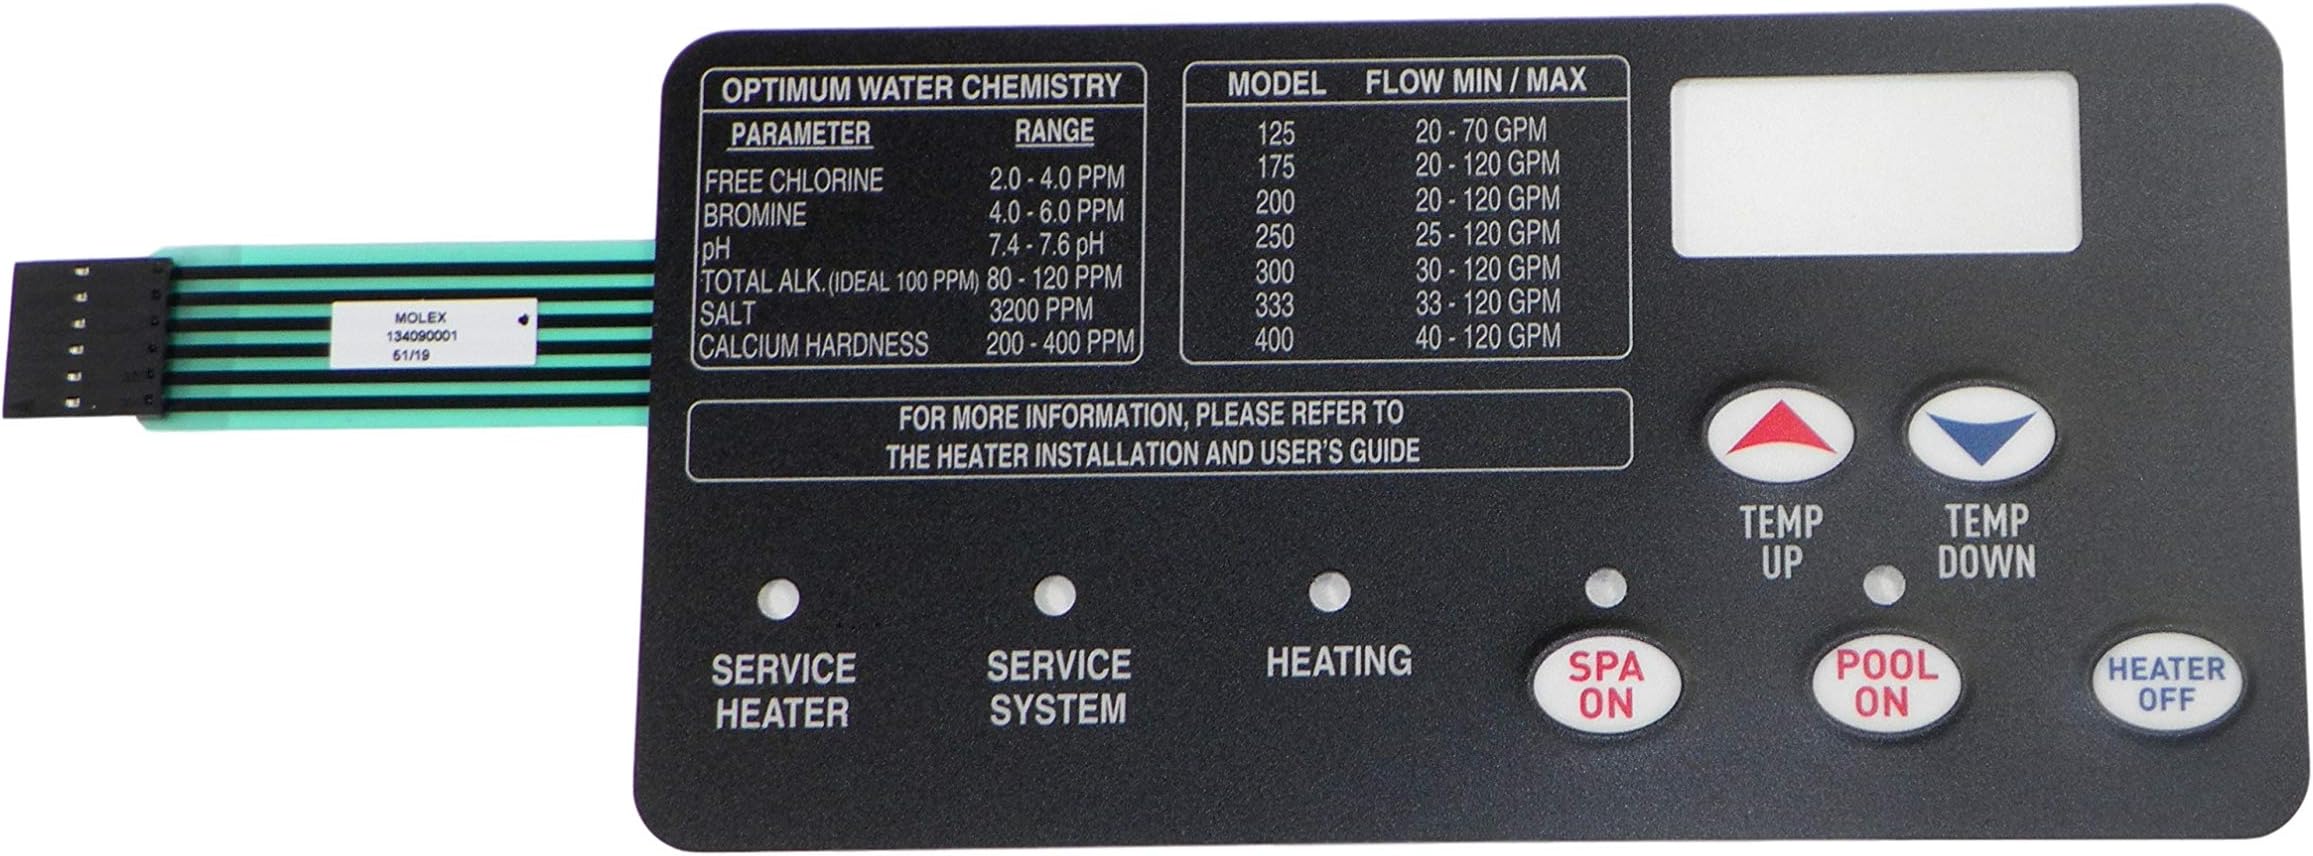 MOLEX
134090001
51/19
OPTIMUM WATER CHEMISTRY
PARAMETER RANGE
FREE CHLORINE 2.0 - 4.0 PPM
BROMINE 4.0 - 6.0 PPM
pH 7.4 - 7.6 pH
TOTAL ALK. (IDEAL 100 PPM) 80 - 120 PPM
SALT 3200 PPM
CALCIUM HARDNESS 200 - 400 PPM
MODEL FLOW MIN / MAX
125 20 - 70 GPM
175 20 - 120 GPM
200 20 - 120 GPM
250 25 - 120 GPM
300 30 - 120 GPM
333 33 - 120 GPM
400 40 - 120 GPM
FOR MORE INFORMATION, PLEASE REFER TO
THE HEATER INSTALLATION AND USER'S GUIDE
TEMP
UP
TEMP
DOWN
SERVICE
HEATER
SERVICE
SYSTEM
HEATING
SPA
ON
POOL
ON
HEATER
OFF